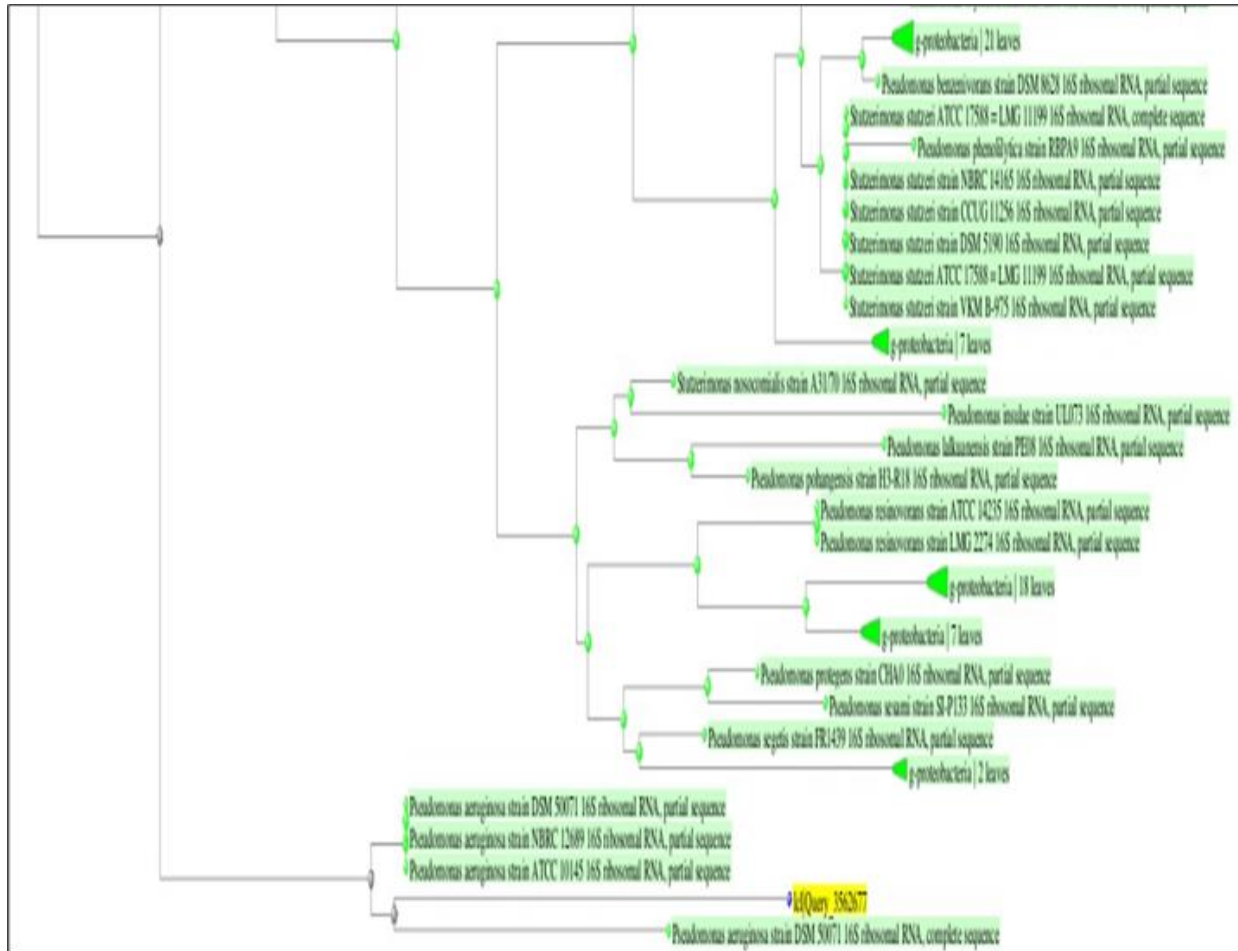 g-proteobacteria | 21 leaves
Pseudomonas benzenivorans strain DSM 8628 16S ribosomal RNA, partial sequence
Stutzerimonas stutzeri ATCC 17588 = LMG 11199 16S ribosomal RNA, complete sequence
Pseudomonas phenolilytica strain RBPA9 16S ribosomal RNA, partial sequence
Stutzerimonas stutzeri strain NBRC 14165 16S ribosomal RNA, partial sequence
Stutzerimonas stutzeri strain CCUG 11256 16S ribosomal RNA, partial sequence
Stutzerimonas stutzeri strain DSM 5190 16S ribosomal RNA, partial sequence
Stutzerimonas stutzeri ATCC 17588 = LMG 11199 16S ribosomal RNA, partial sequence
Stutzerimonas stutzeri strain VKM B-975 16S ribosomal RNA, partial sequence
g-proteobacteria | 7 leaves
Stutzerimonas nosocomialis strain A31/70 16S ribosomal RNA, partial sequence
Pseudomonas insulae strain UL073 16S ribosomal RNA, partial sequence
Pseudomonas lalkuanensis strain PE08 16S ribosomal RNA, partial sequence
Pseudomonas pohangensis strain H3-R18 16S ribosomal RNA, partial sequence
Pseudomonas resinovorans strain ATCC 14235 16S ribosomal RNA, partial sequence
Pseudomonas resinovorans strain LMG 2274 16S ribosomal RNA, partial sequence
g-proteobacteria | 18 leaves
g-proteobacteria | 7 leaves
Pseudomonas protegens strain CHA0 16S ribosomal RNA, partial sequence
Pseudomonas sesami strain SI-P133 16S ribosomal RNA, partial sequence
Pseudomonas segetis strain FR1439 16S ribosomal RNA, partial sequence
g-proteobacteria | 2 leaves
Pseudomonas aeruginosa strain DSM 50071 16S ribosomal RNA, partial sequence
Pseudomonas aeruginosa strain NBRC 12689 16S ribosomal RNA, partial sequence
Pseudomonas aeruginosa strain ATCC 10145 16S ribosomal RNA, partial sequence
lcl|Query_3562677
Pseudomonas aeruginosa strain DSM 50071 16S ribosomal RNA, complete sequence